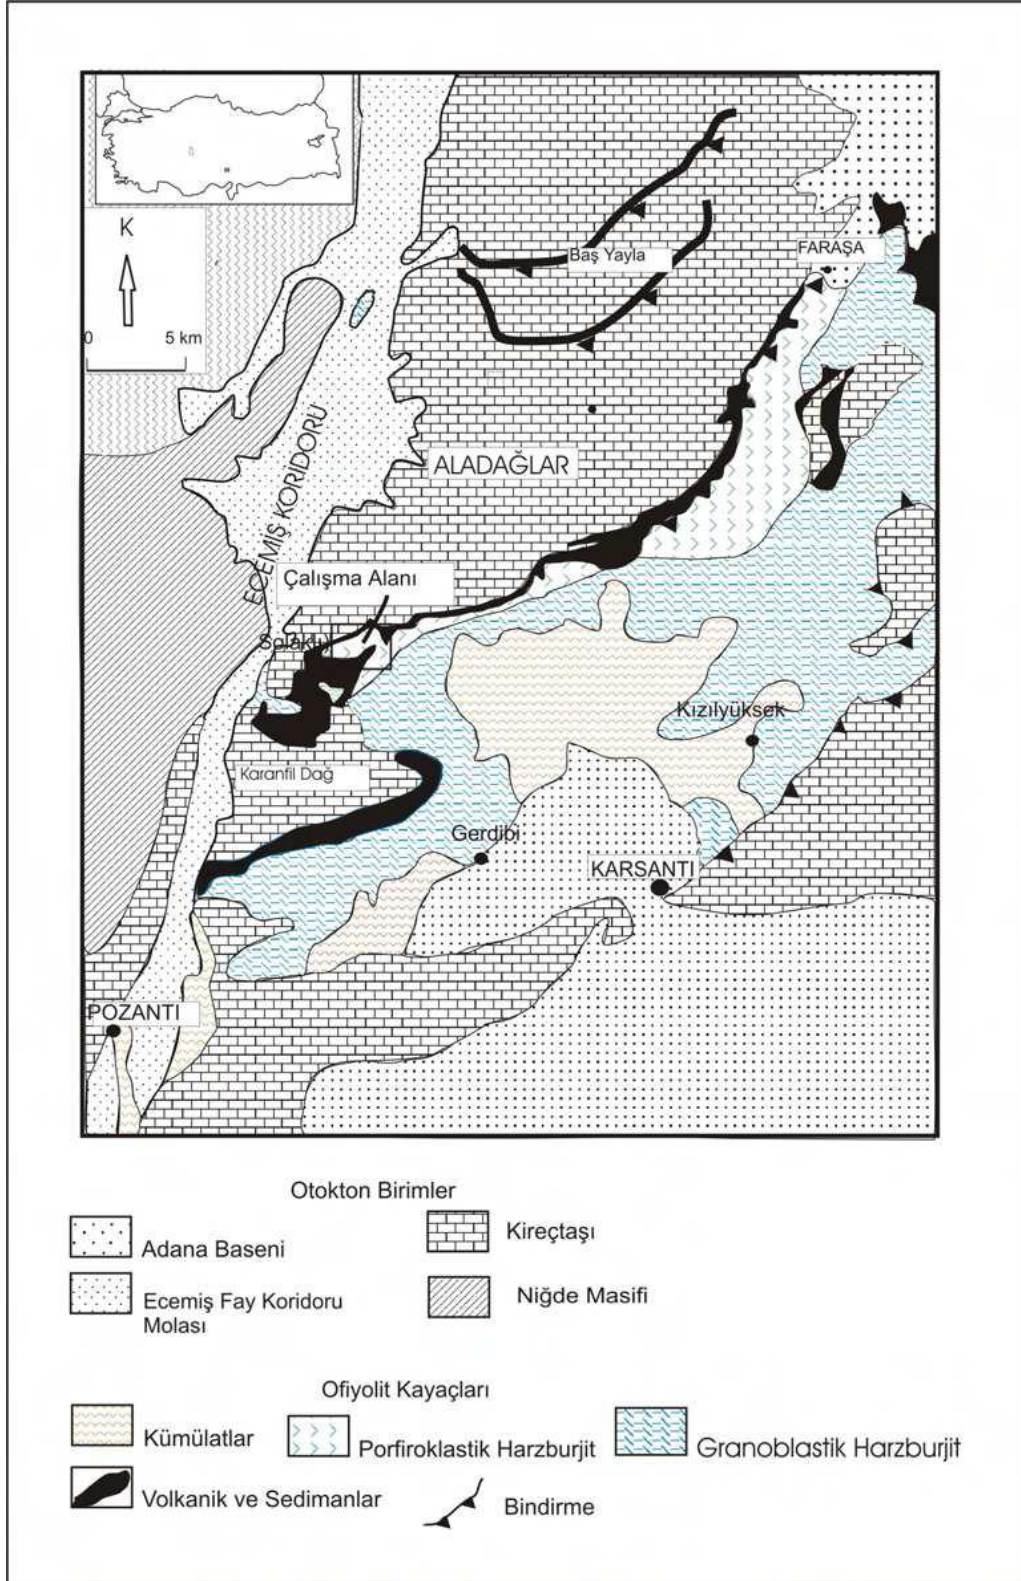 K
0 5 km
Baş Yayla
FARAŞA
ECEMİŞ KORİDORU
ALADAĞLAR
Çalışma Alanı
Kızılyüksek
Karanfil Dağ
Gerdibi
KARSANTI
POZANTI
Otokton Birimler
Adana Baseni
Kireçtaşı
Ecemiş Fay Koridoru
Molası
Niğde Masifi
Ofiyolit Kayaçları
Kümülatlar
Porfiroklastik Harzburjit
Granoblastik Harzburjit
Volkanik ve Sedimanlar
Bindirme